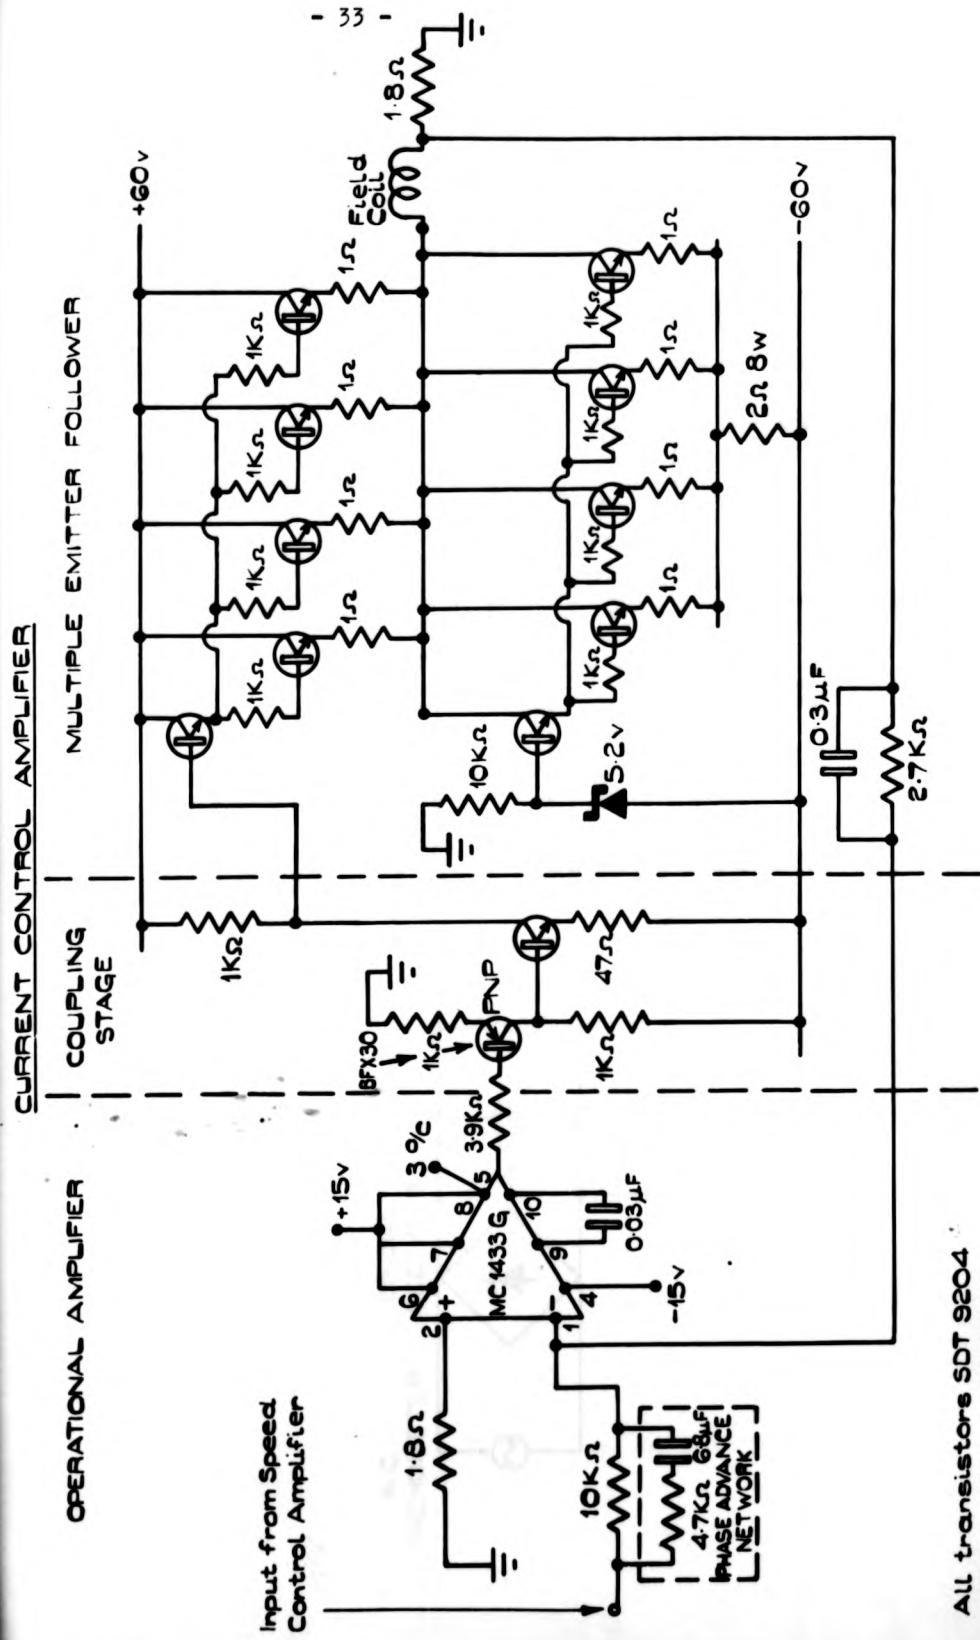 - 33 -
CURRENT CONTROL AMPLIFIER
OPERATIONAL AMPLIFIER
COUPLING
STAGE
MULTIPLE EMITTER FOLLOWER
+60v
1KΩ
1KΩ
1KΩ
1KΩ
1KΩ
1Ω
1Ω
1Ω
1Ω
Field
Coil
1·8Ω
BFX30
1KΩ
PNP
10KΩ
5·2v
1KΩ
1KΩ
1KΩ
1KΩ
1Ω
1Ω
1Ω
1Ω
2Ω 8w
-60v
47Ω
1KΩ
3·9KΩ
+15v
3 o/c
6
7
8
5
2
+
MC1433G
10
9
-
1
4
0·03μF
-15v
1·8Ω
Input from Speed
Control Amplifier
10KΩ
4·7KΩ 68μF
PHASE ADVANCE
NETWORK
0·3μF
2·7KΩ
All transistors SDT 9204